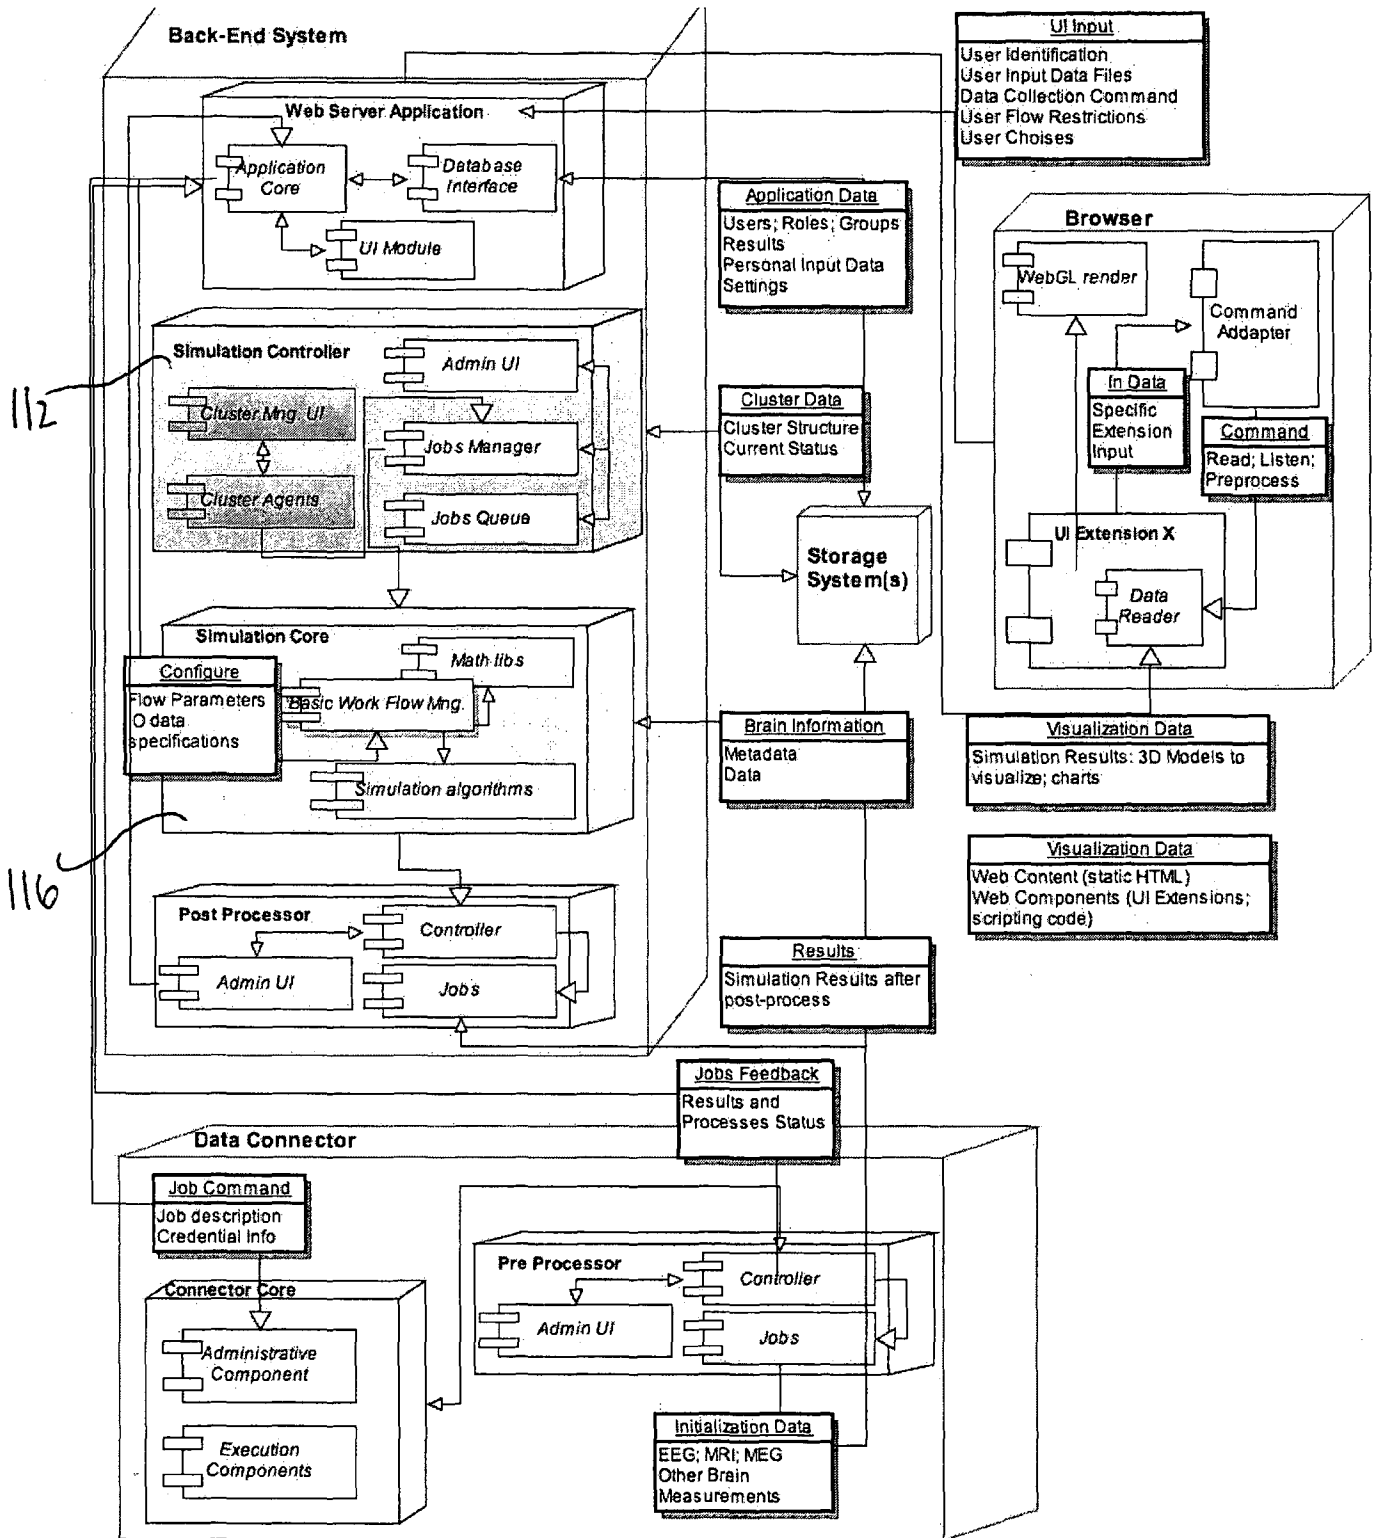 Back-End System
Web Server Application
Application
Core
Database
Interface
UI Module
Simulation Controller
Admin UI
Cluster Mng. UI
Jobs Manager
Cluster Agents
Jobs Queue
112
Simulation Core
Math libs
Configure
Flow Parameters
IO data
specifications
Basic Work Flow Mng.
Simulation algorithms
116
Post Processor
Controller
Admin UI
Jobs
UI Input
User Identification
User Input Data Files
Data Collection Command
User Flow Restrictions
User Choises
Application Data
Users; Roles; Groups
Results
Personal Input Data
Settings
Cluster Data
Cluster Structure
Current Status
Storage
System(s)
Brain Information
Metadata
Data
Results
Simulation Results after
post-process
Browser
WebGL render
Command
Addapter
In Data
Specific
Extension
Input
Command
Read; Listen;
Preprocess
UI Extension X
Data
Reader
Visualization Data
Simulation Results: 3D Models to
visualize; charts
Visualization Data
Web Content (static HTML)
Web Components (UI Extensions;
scripting code)
Jobs Feedback
Results and
Processes Status
Data Connector
Job Command
Job description
Credential Info
Connector Core
Administrative
Component
Execution
Components
Pre Processor
Controller
Admin UI
Jobs
Initialization Data
EEG; MRI; MEG
Other Brain
Measurements